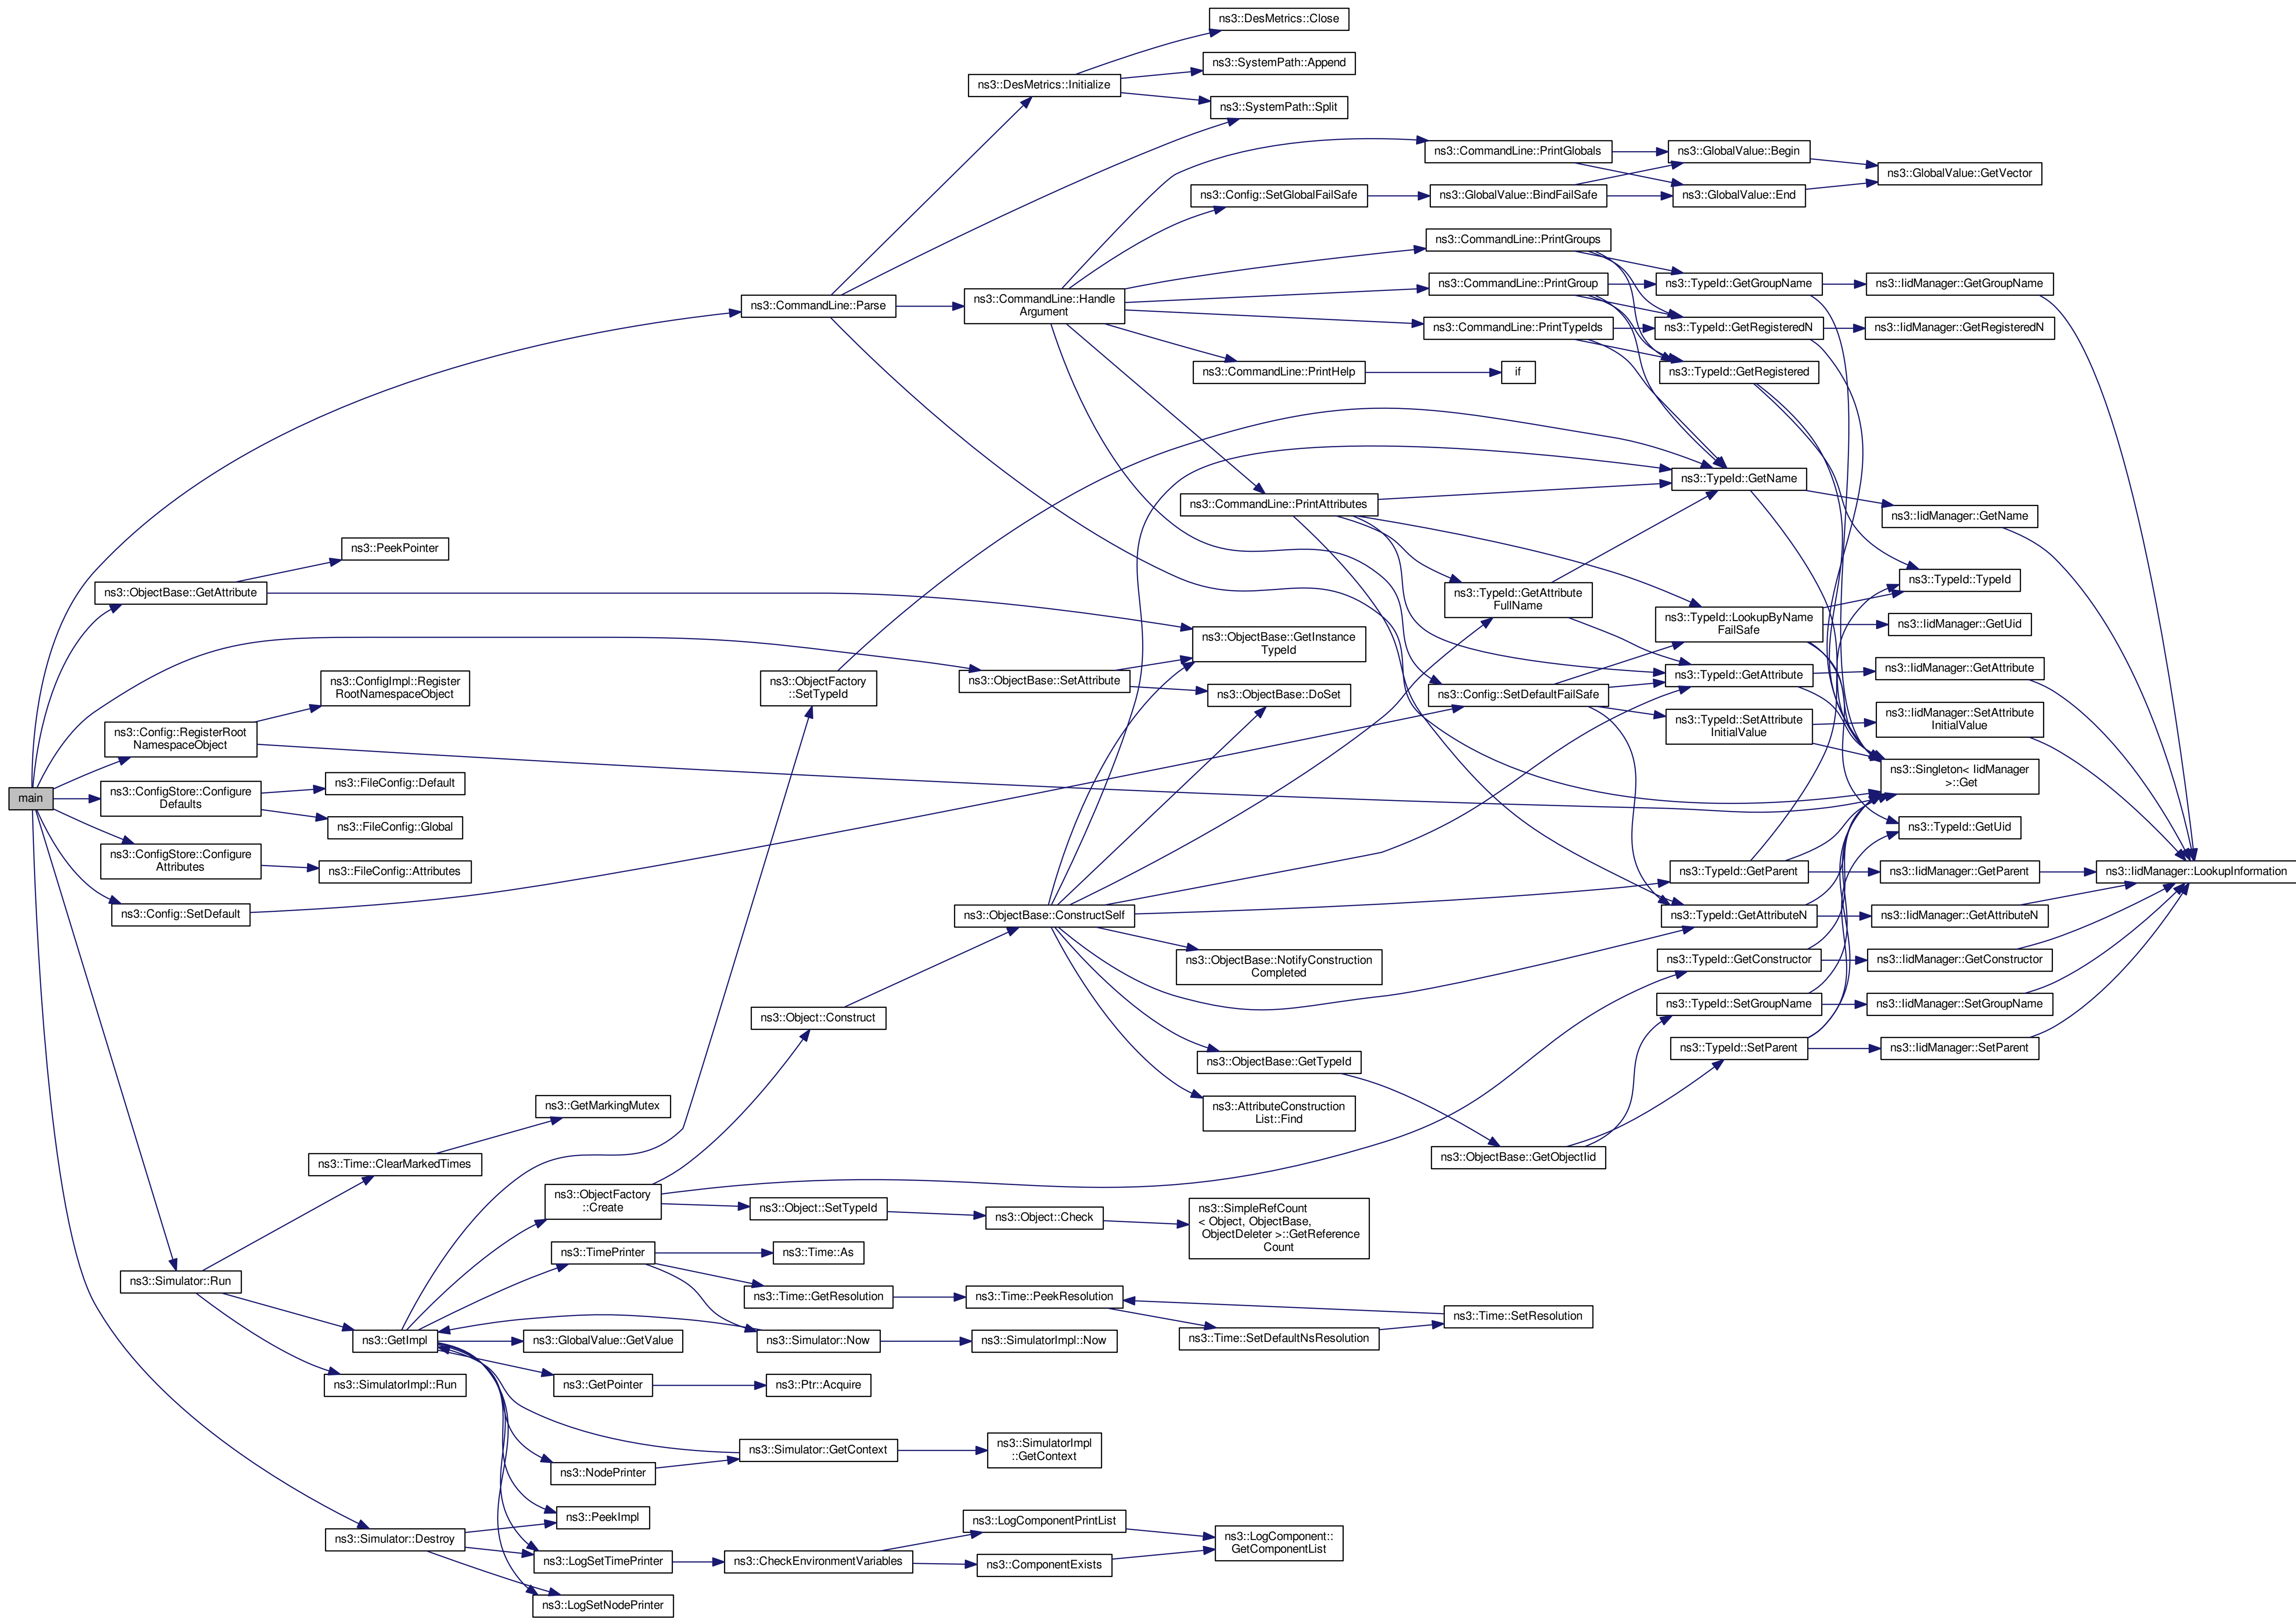 main
ns3::CommandLine::Parse
ns3::ObjectBase::GetAttribute
ns3::PeekPointer
ns3::Config::RegisterRoot
NamespaceObject
ns3::ConfigImpl::Register
RootNamespaceObject
ns3::ConfigStore::Configure
Defaults
ns3::FileConfig::Default
ns3::FileConfig::Global
ns3::ConfigStore::Configure
Attributes
ns3::FileConfig::Attributes
ns3::Config::SetDefault
ns3::Simulator::Run
ns3::Time::ClearMarkedTimes
ns3::GetMarkingMutex
ns3::GetImpl
ns3::SimulatorImpl::Run
ns3::Simulator::Destroy
ns3::ObjectFactory
::Create
ns3::TimePrinter
ns3::GlobalValue::GetValue
ns3::GetPointer
ns3::NodePrinter
ns3::PeekImpl
ns3::LogSetTimePrinter
ns3::LogSetNodePrinter
ns3::ObjectFactory
::SetTypeId
ns3::Object::Construct
ns3::Object::SetTypeId
ns3::Time::As
ns3::Time::GetResolution
ns3::Simulator::Now
ns3::Ptr::Acquire
ns3::Simulator::GetContext
ns3::CheckEnvironmentVariables
ns3::DesMetrics::Initialize
ns3::DesMetrics::Close
ns3::SystemPath::Append
ns3::SystemPath::Split
ns3::CommandLine::Handle
Argument
ns3::ObjectBase::SetAttribute
ns3::ObjectBase::ConstructSelf
ns3::Object::Check
ns3::Time::PeekResolution
ns3::SimulatorImpl::Now
ns3::SimulatorImpl
::GetContext
ns3::LogComponentPrintList
ns3::ComponentExists
ns3::LogComponent::
GetComponentList
ns3::Config::SetGlobalFailSafe
ns3::CommandLine::PrintHelp
if
ns3::CommandLine::PrintAttributes
ns3::ObjectBase::GetInstance
TypeId
ns3::ObjectBase::DoSet
ns3::ObjectBase::NotifyConstruction
Completed
ns3::ObjectBase::GetTypeId
ns3::AttributeConstruction
List::Find
ns3::SimpleRefCount
< Object, ObjectBase,
ObjectDeleter >::GetReference
Count
ns3::Time::SetDefaultNsResolution
ns3::Time::SetResolution
ns3::CommandLine::PrintGlobals
ns3::GlobalValue::BindFailSafe
ns3::CommandLine::PrintGroups
ns3::CommandLine::PrintGroup
ns3::CommandLine::PrintTypeIds
ns3::TypeId::GetAttribute
FullName
ns3::Config::SetDefaultFailSafe
ns3::ObjectBase::GetObjectIid
ns3::GlobalValue::Begin
ns3::GlobalValue::End
ns3::GlobalValue::GetVector
ns3::TypeId::GetGroupName
ns3::TypeId::GetRegisteredN
ns3::TypeId::GetRegistered
ns3::TypeId::GetName
ns3::TypeId::LookupByName
FailSafe
ns3::TypeId::GetAttribute
ns3::TypeId::SetAttribute
InitialValue
ns3::TypeId::GetParent
ns3::TypeId::GetAttributeN
ns3::TypeId::GetConstructor
ns3::TypeId::SetGroupName
ns3::TypeId::SetParent
ns3::IidManager::GetGroupName
ns3::IidManager::GetRegisteredN
ns3::IidManager::GetName
ns3::TypeId::TypeId
ns3::IidManager::GetUid
ns3::IidManager::GetAttribute
ns3::IidManager::SetAttribute
InitialValue
ns3::Singleton< IidManager
>::Get
ns3::TypeId::GetUid
ns3::IidManager::GetParent
ns3::IidManager::GetAttributeN
ns3::IidManager::GetConstructor
ns3::IidManager::SetGroupName
ns3::IidManager::SetParent
ns3::IidManager::LookupInformation